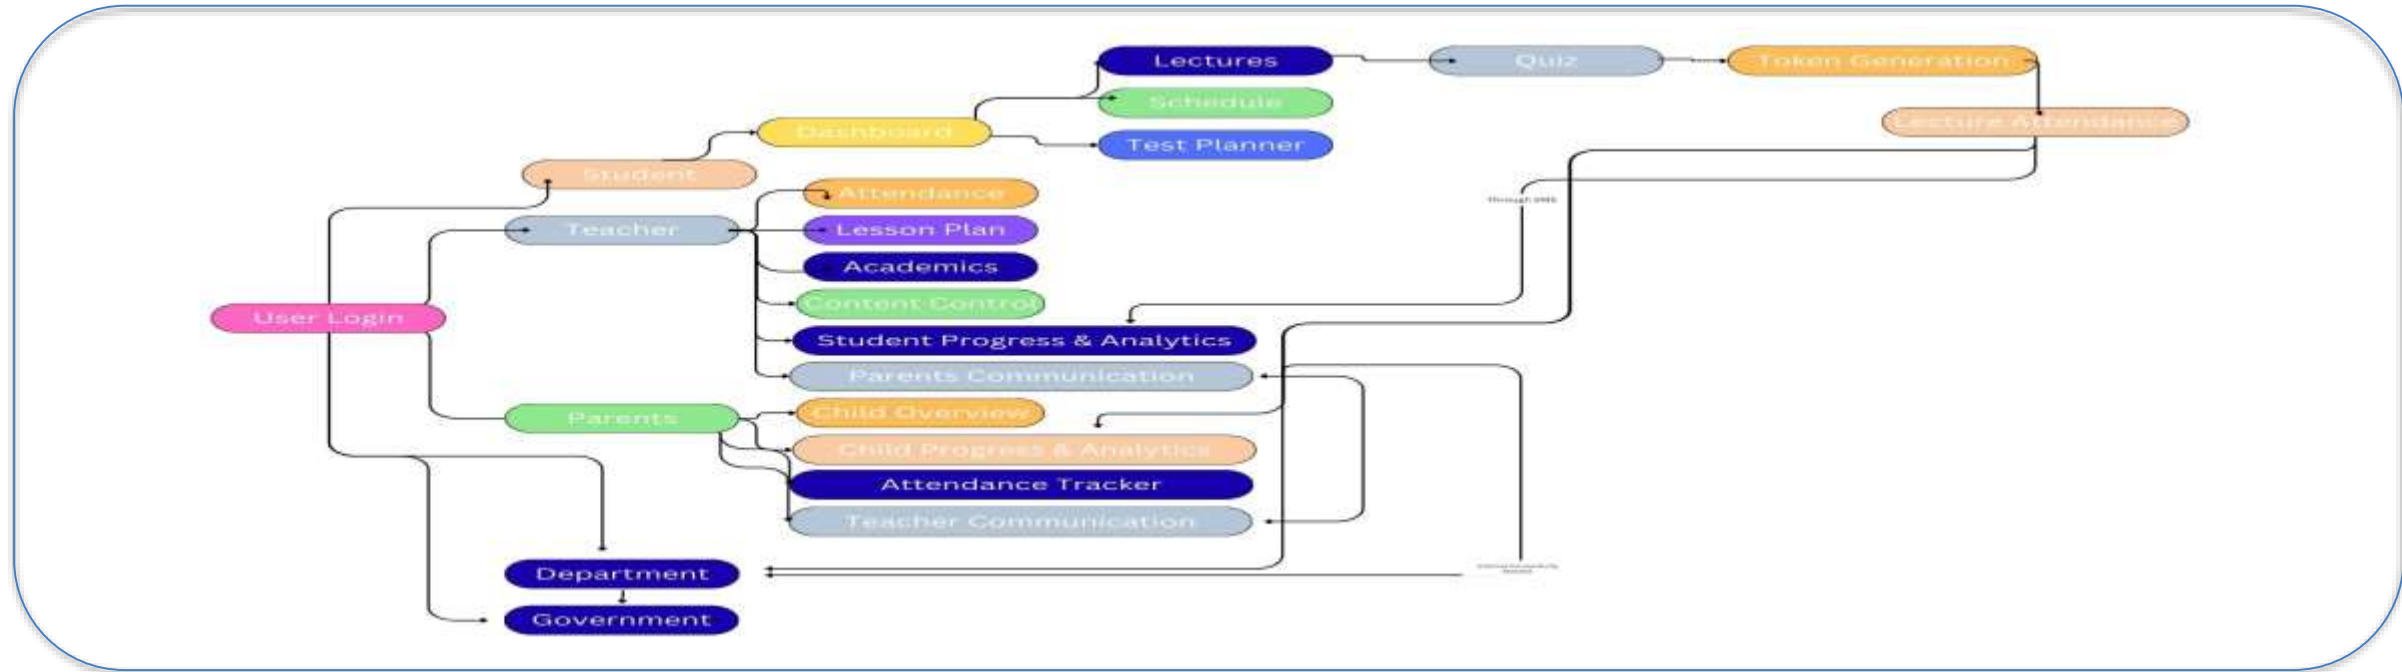 Lectures
Quiz
Token Generation
Schedule
Lecture Attendance
Dashboard
Test Planner
Student
Attendance
Through SMS
Teacher
Lesson Plan
Academics
Content Control
User Login
Student Progress & Analytics
Parents Communication
Parents
Child Overview
Child Progress & Analytics
Attendance Tracker
Teacher Communication
Department
Government